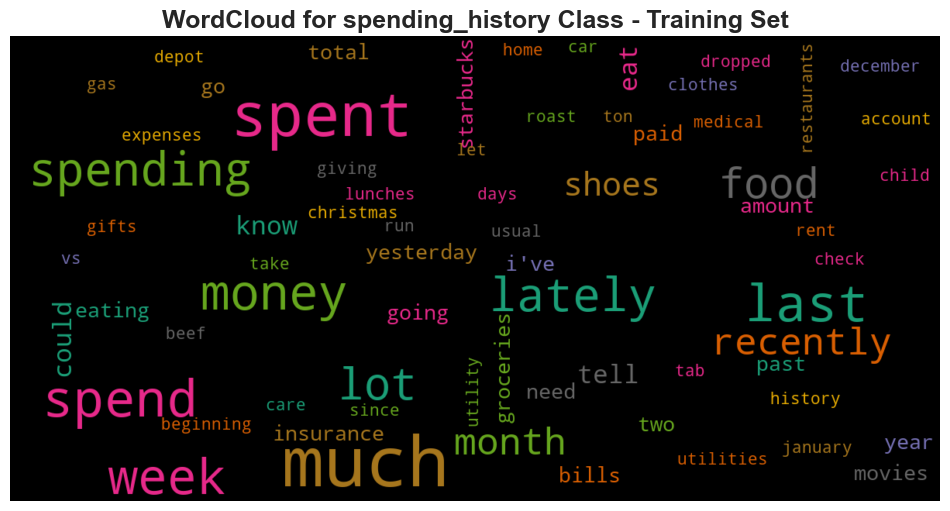 WordCloud for spending_history Class - Training Set
depot
total
starbucks
home
car
eat
dropped
restaurants
december
gas
go
clothes
spent
expenses
roast
ton
paid
medical
account
let
spending
giving
lunches
days
shoes
food
child
christmas
amount
gifts
know
run
usual
rent
vs
take
yesterday
i've
check
money
lately
last
could
eating
going
groceries
beef
recently
past
lot
utility
tell
tab
need
spend
care
since
history
beginning
insurance
two
month
january
year
much
week
bills
utilities
movies